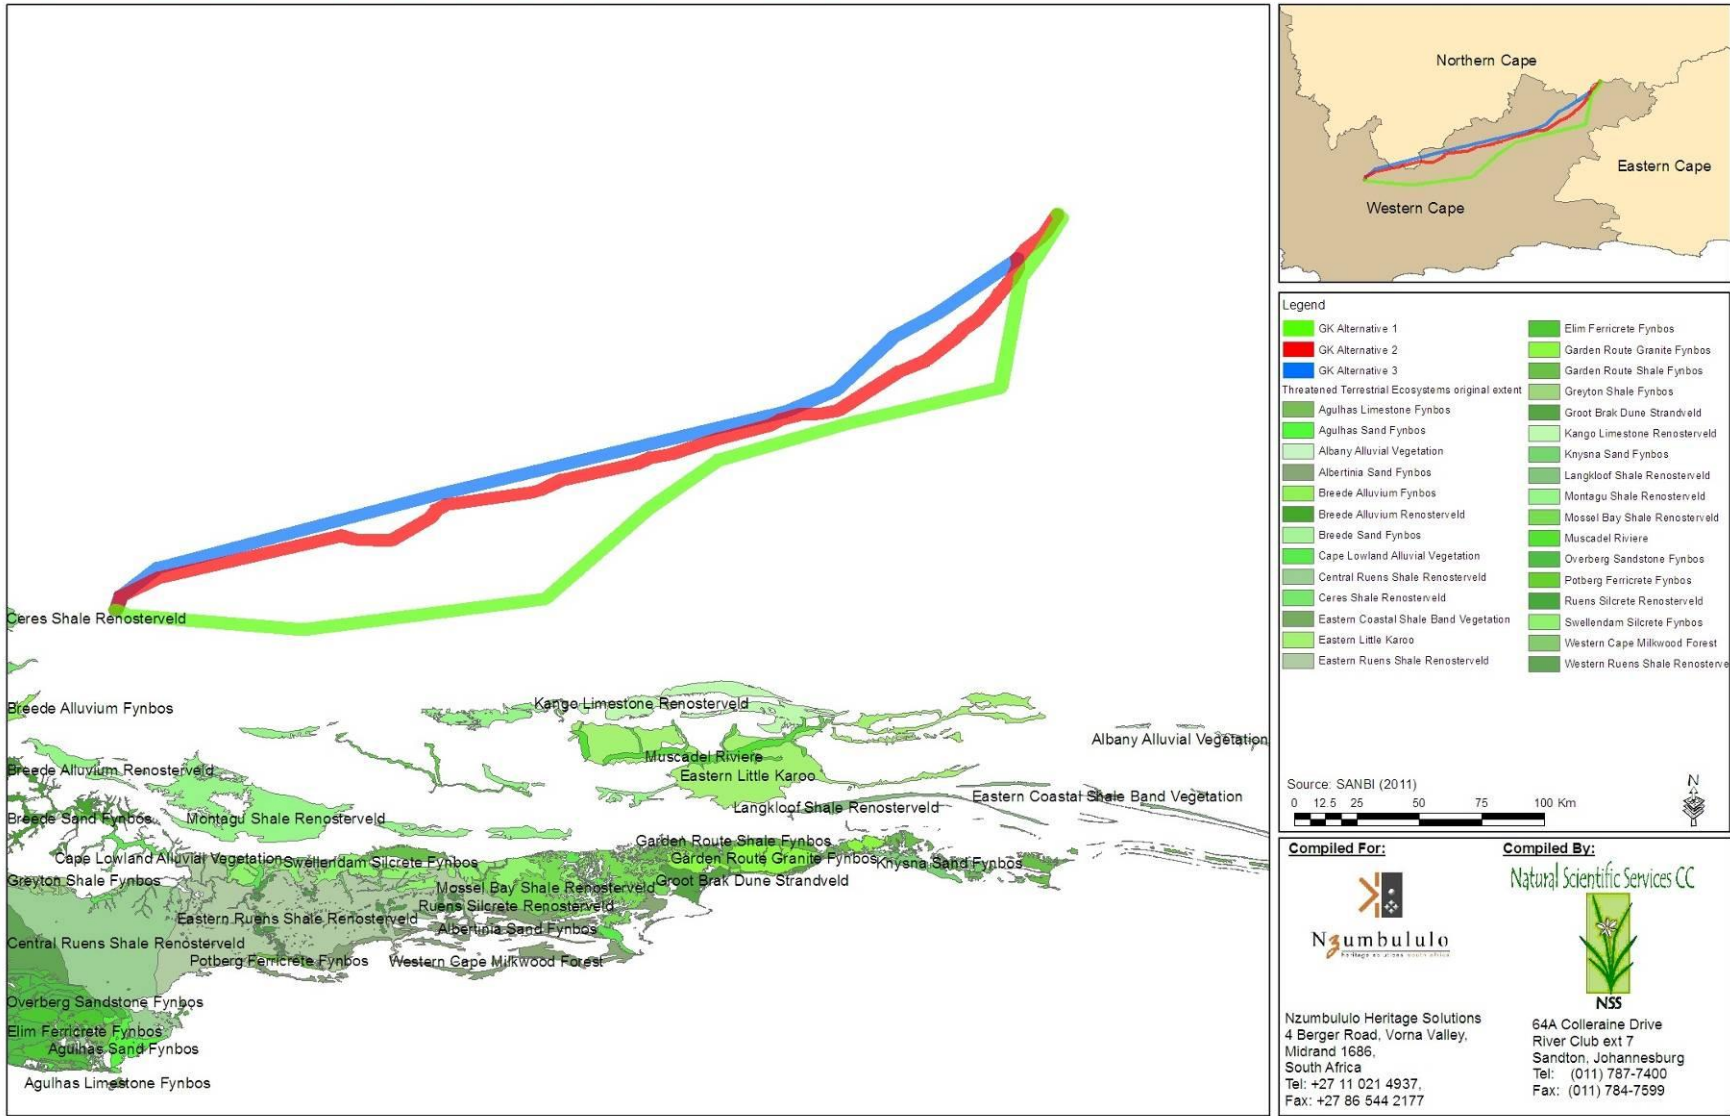 Ceres Shale Renosterveld
Breede Alluvium Fynbos
Kango Limestone Renosterveld
Albany Alluvial Vegetation
Muscadel Riviere
Breede Alluvium Renosterveld
Eastern Little Karoo
Eastern Coastal Shale Band Vegetation
Langkloof Shale Renosterveld
Breede Sand Fynbos
Montagu Shale Renosterveld
Garden Route Shale Fynbos
Cape Lowland Alluvial Vegetation
Swellendam Silcrete Fynbos
Garden Route Granite Fynbos
Knysna Sand Fynbos
Greyton Shale Fynbos
Mossel Bay Shale Renosterveld
Groot Brak Dune Strandveld
Ruens Silcrete Renosterveld
Eastern Ruens Shale Renosterveld
Albertinia Sand Fynbos
Central Ruens Shale Renosterveld
Potberg Ferricrete Fynbos
Western Cape Milkwood Forest
Overberg Sandstone Fynbos
Elim Ferricrete Fynbos
Agulhas Sand Fynbos
Agulhas Limestone Fynbos
Northern Cape
Eastern Cape
Western Cape
Legend
GK Alternative 1
GK Alternative 2
GK Alternative 3
Threatened Terrestrial Ecosystems original extent
Agulhas Limestone Fynbos
Agulhas Sand Fynbos
Albany Alluvial Vegetation
Albertinia Sand Fynbos
Breede Alluvium Fynbos
Breede Alluvium Renosterveld
Breede Sand Fynbos
Cape Lowland Alluvial Vegetation
Central Ruens Shale Renosterveld
Ceres Shale Renosterveld
Eastern Coastal Shale Band Vegetation
Eastern Little Karoo
Eastern Ruens Shale Renosterveld
Elim Ferricrete Fynbos
Garden Route Granite Fynbos
Garden Route Shale Fynbos
Greyton Shale Fynbos
Groot Brak Dune Strandveld
Kango Limestone Renosterveld
Knysna Sand Fynbos
Langkloof Shale Renosterveld
Montagu Shale Renosterveld
Mossel Bay Shale Renosterveld
Muscadel Riviere
Overberg Sandstone Fynbos
Potberg Ferricrete Fynbos
Ruens Silcrete Renosterveld
Swellendam Silcrete Fynbos
Western Cape Milkwood Forest
Western Ruens Shale Renosterve
Source: SANBI (2011)
0 12.5 25 50 75 100 Km
N
Compiled For:
Nzumbululo
heritage solutions south africa
Nzumbululo Heritage Solutions
4 Berger Road, Vorna Valley,
Midrand 1686,
South Africa
Tel: +27 11 021 4937,
Fax: +27 86 544 2177
Compiled By:
Natural Scientific Services CC
NSS
64A Colleraine Drive
River Club ext 7
Sandton, Johannesburg
Tel: (011) 787-7400
Fax: (011) 784-7599